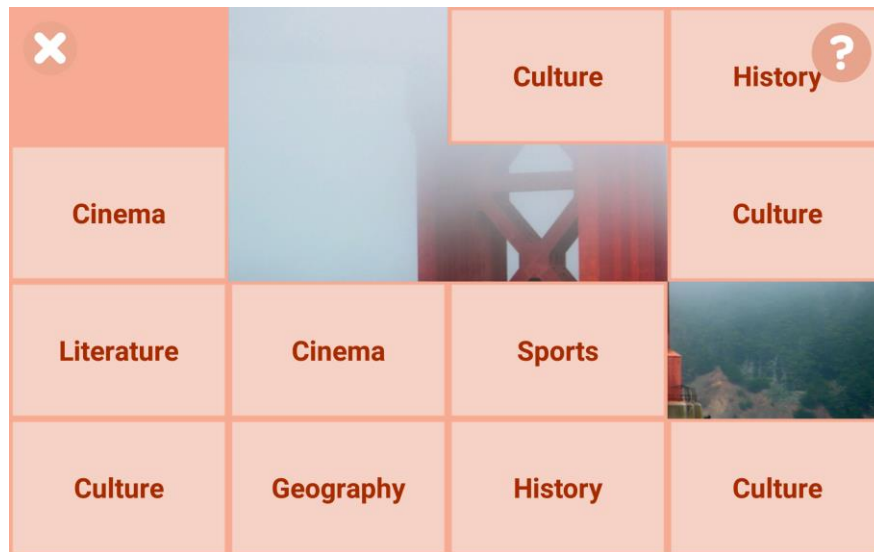 Culture
History
?
Cinema
Culture
Literature
Cinema
Sports
Culture
Geography
History
Culture